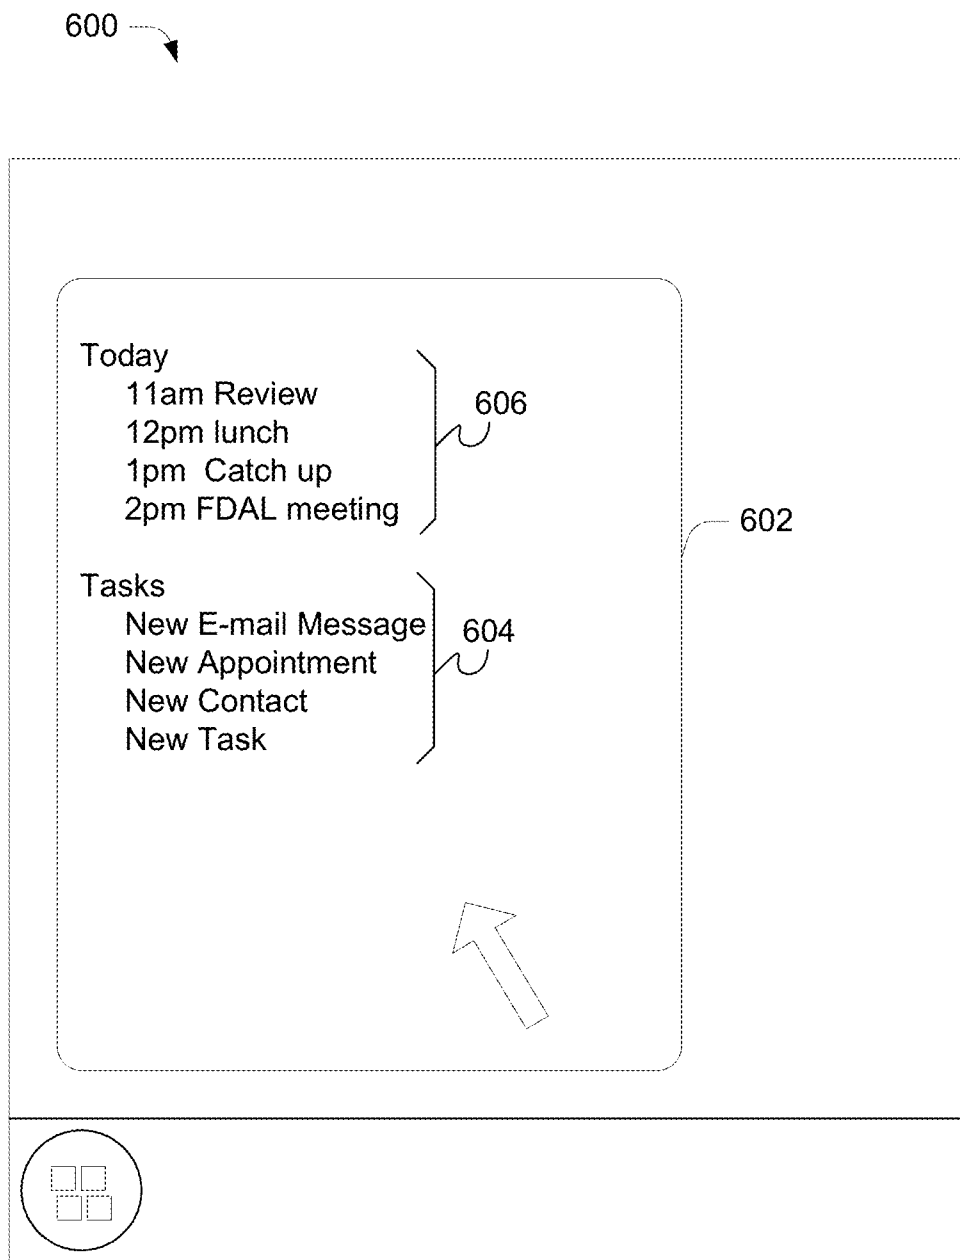 600
Today
11am Review
606
12pm lunch
1pm  Catch up
2pm FDAL meeting
602
Tasks
New E-mail Message
604
New Appointment
New Contact
New Task